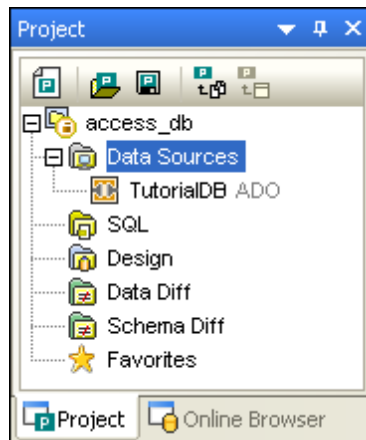 Project
access_db
Data Sources
TutorialDB ADO
SQL
Design
Data Diff
Schema Diff
Favorites
Project Online Browser